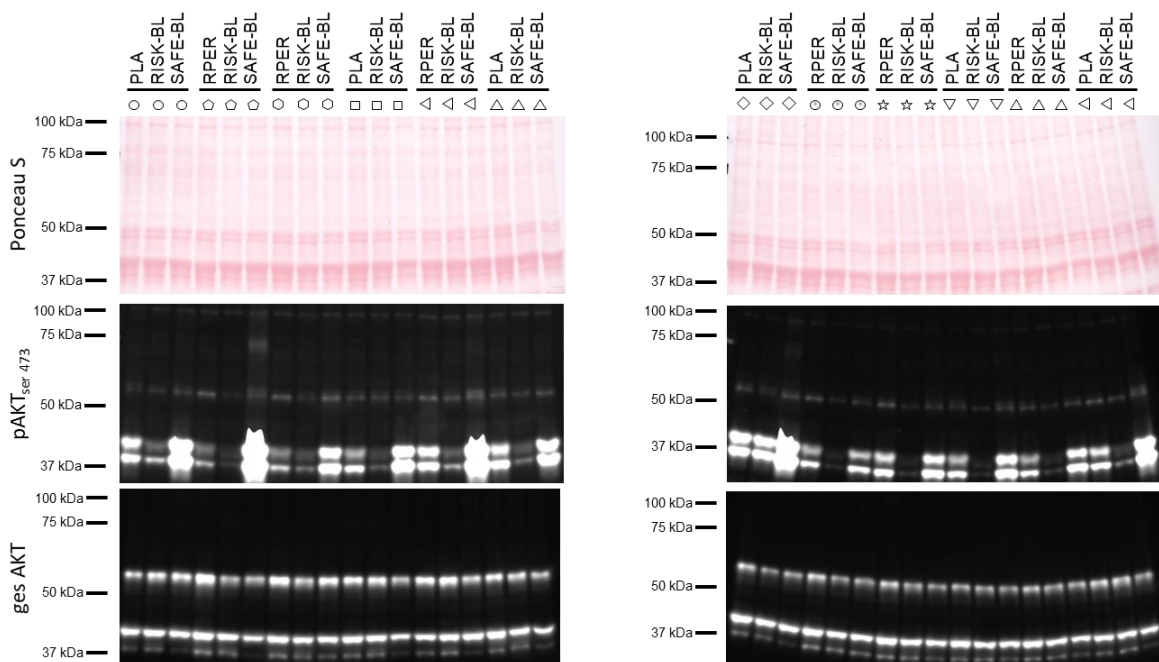 PLA RISK-BL SAFE-BL RPER RISK-BL SAFE-BL RPER RISK-BL SAFE-BL PLA RISK-BL SAFE-BL RPER RISK-BL SAFE-BL PLA RISK-BL SAFE-BL
PLA RISK-BL SAFE-BL RPER RISK-BL SAFE-BL RPER RISK-BL SAFE-BL PLA RISK-BL SAFE-BL RPER RISK-BL SAFE-BL PLA RISK-BL SAFE-BL
Ponceau S
100 kDa
75 kDa
50 kDa
37 kDa
100 kDa
75 kDa
50 kDa
37 kDa
pAKTser 473
100 kDa
75 kDa
50 kDa
37 kDa
100 kDa
75 kDa
50 kDa
37 kDa
ges AKT
100 kDa
75 kDa
50 kDa
37 kDa
100 kDa
75 kDa
50 kDa
37 kDa